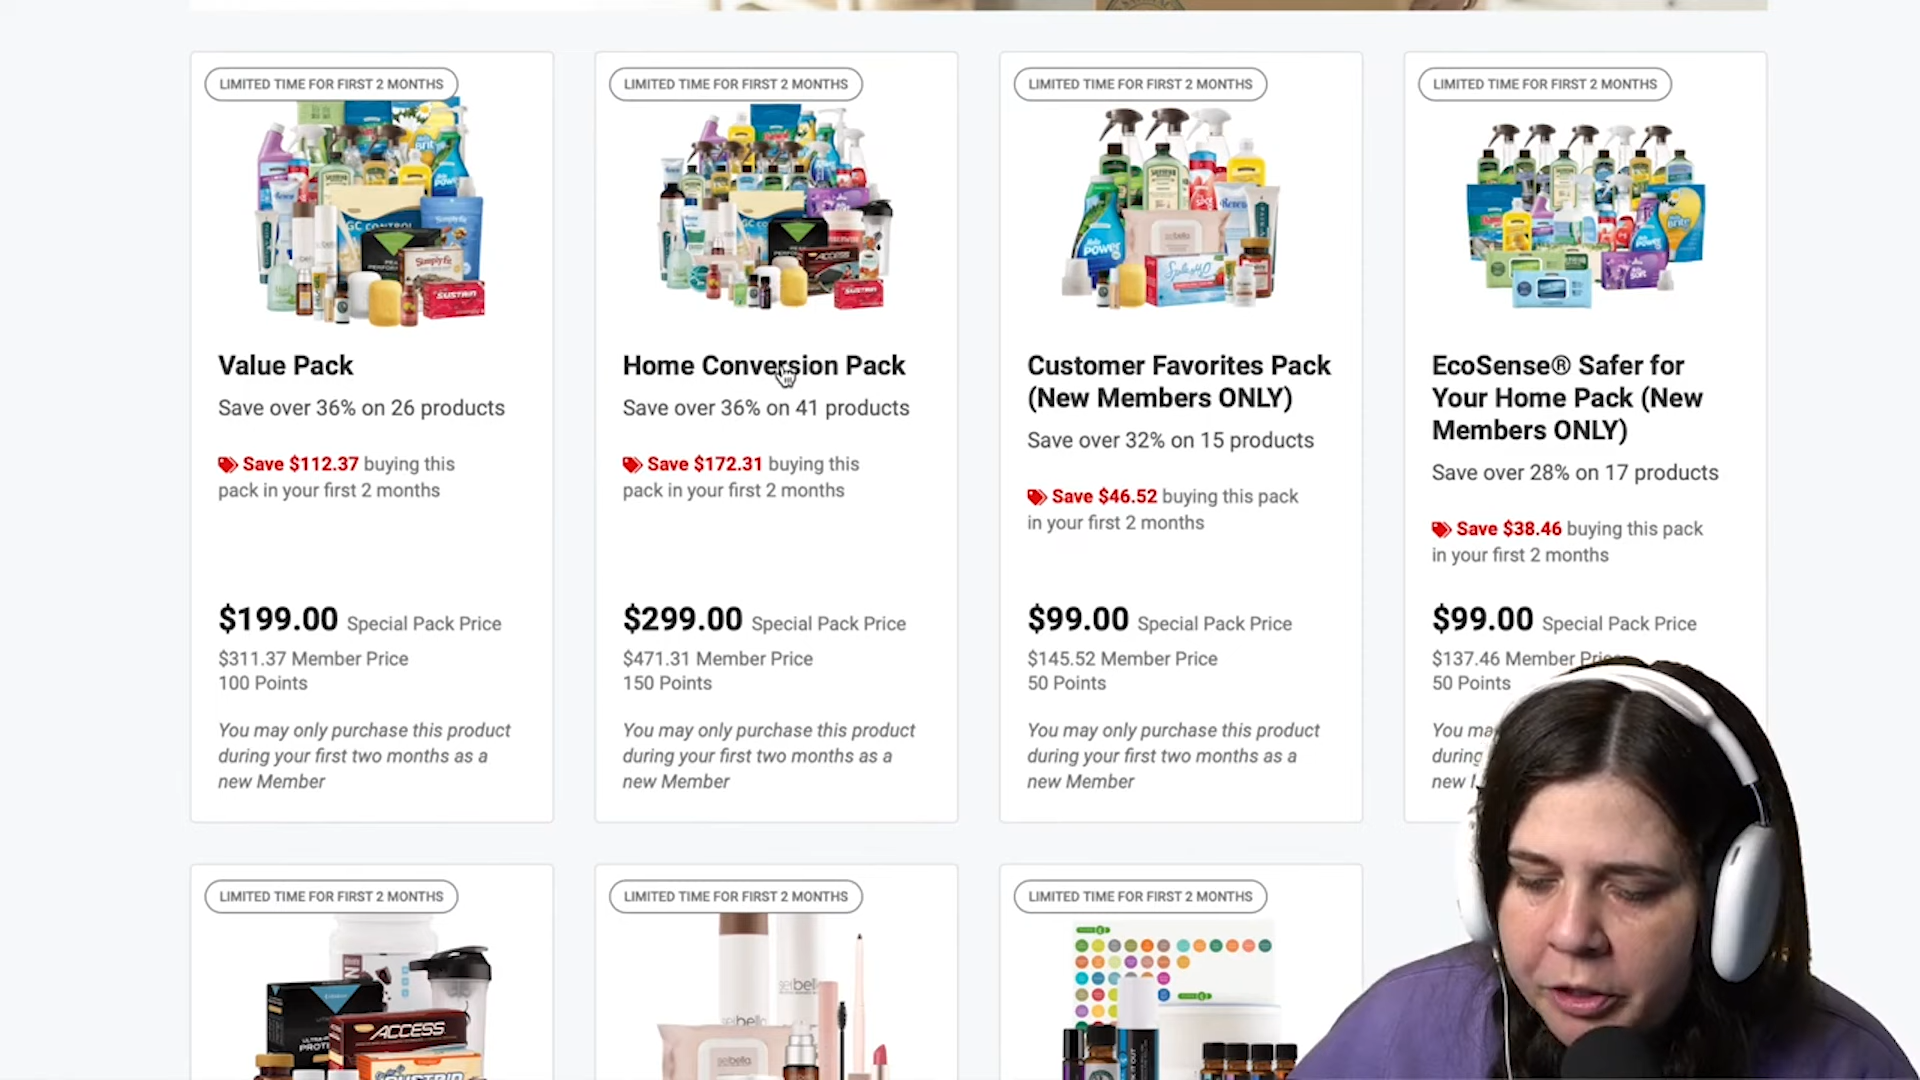 LIMITED TIME FOR FIRST 2 MONTHS
Value Pack
Save over 36% on 26 products
Save $112.37 buying this
pack in your first 2 months
$199.00 Special Pack Price
$311.37 Member Price
100 Points
You may only purchase this product
during your first two months as a
new Member
LIMITED TIME FOR FIRST 2 MONTHS
Home Conversion Pack
Save over 36% on 41 products
Save $172.31 buying this
pack in your first 2 months
$299.00 Special Pack Price
$471.31 Member Price
150 Points
You may only purchase this product
during your first two months as a
new Member
LIMITED TIME FOR FIRST 2 MONTHS
Customer Favorites Pack
(New Members ONLY)
Save over 32% on 15 products
Save $46.52 buying this pack
in your first 2 months
$99.00 Special Pack Price
$145.52 Member Price
50 Points
You may only purchase this product
during your first two months as a
new Member
LIMITED TIME FOR FIRST 2 MONTHS
EcoSense® Safer for
Your Home Pack (New
Members ONLY)
Save over 28% on 17 products
Save $38.46 buying this pack
in your first 2 months
$99.00 Special Pack Price
$137.46 Member
50 Points
LIMITED TIME FOR FIRST 2 MONTHS
ACCESS
LIMITED TIME FOR FIRST 2 MONTHS
seibella
LIMITED TIME FOR FIRST 2 MONTHS